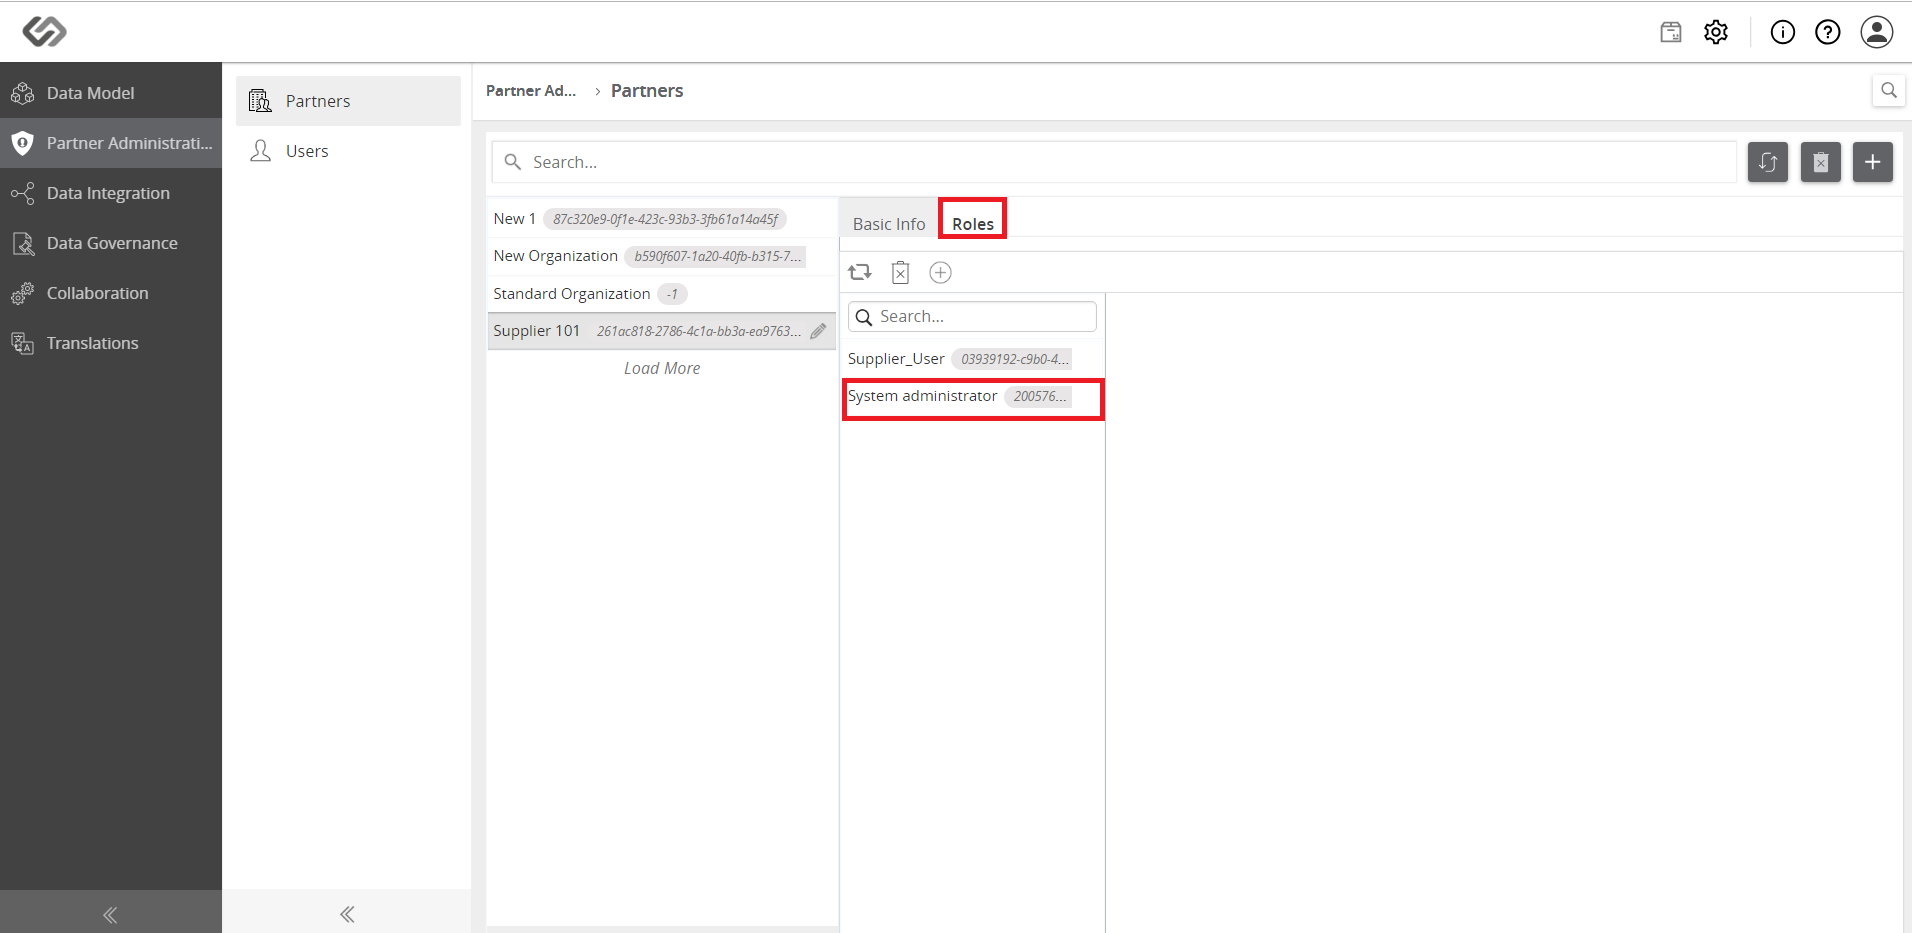 Data Model
Partner Administrati...
Data Integration
Data Governance
Collaboration
Translations
Partners
Users
Partner Ad... › Partners
Search...
New 1 87c320e9-0f1e-423c-93b3-3fb61a14a45f
New Organization b590f607-1a20-40fb-b315-7...
Standard Organization -1
Supplier 101 261ac818-2786-4c1a-bb3a-ea9763...
Load More
Basic Info Roles
Search...
Supplier_User 03939192-c9b0-4...
System administrator 200576...